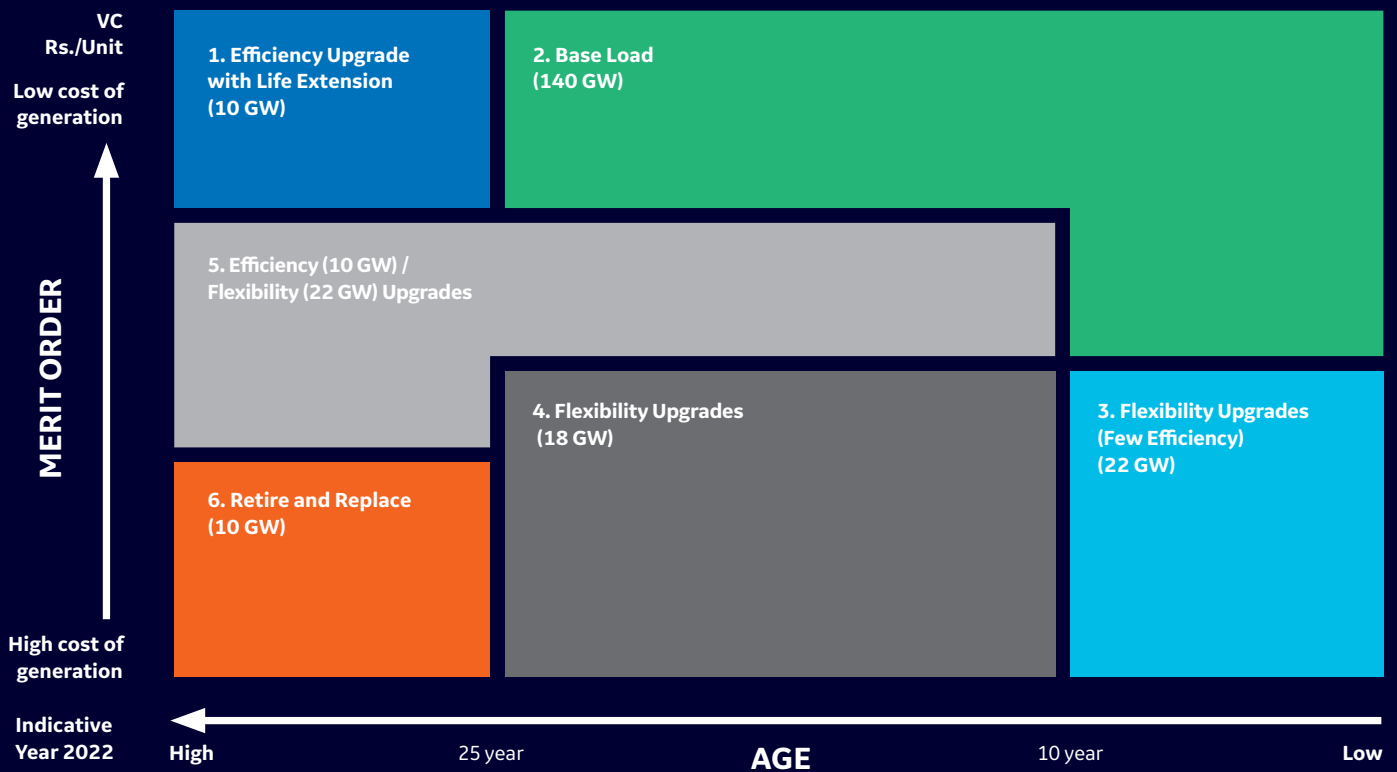 VC
Rs./Unit
Low cost of
generation
MERIT ORDER
High cost of
generation
1. Efficiency Upgrade
with Life Extension
(10 GW)
2. Base Load
(140 GW)
5. Efficiency (10 GW) /
Flexibility (22 GW) Upgrades
4. Flexibility Upgrades
(18 GW)
3. Flexibility Upgrades
(Few Efficiency)
(22 GW)
6. Retire and Replace
(10 GW)
Indicative
Year 2022
High
25 year
AGE
10 year
Low